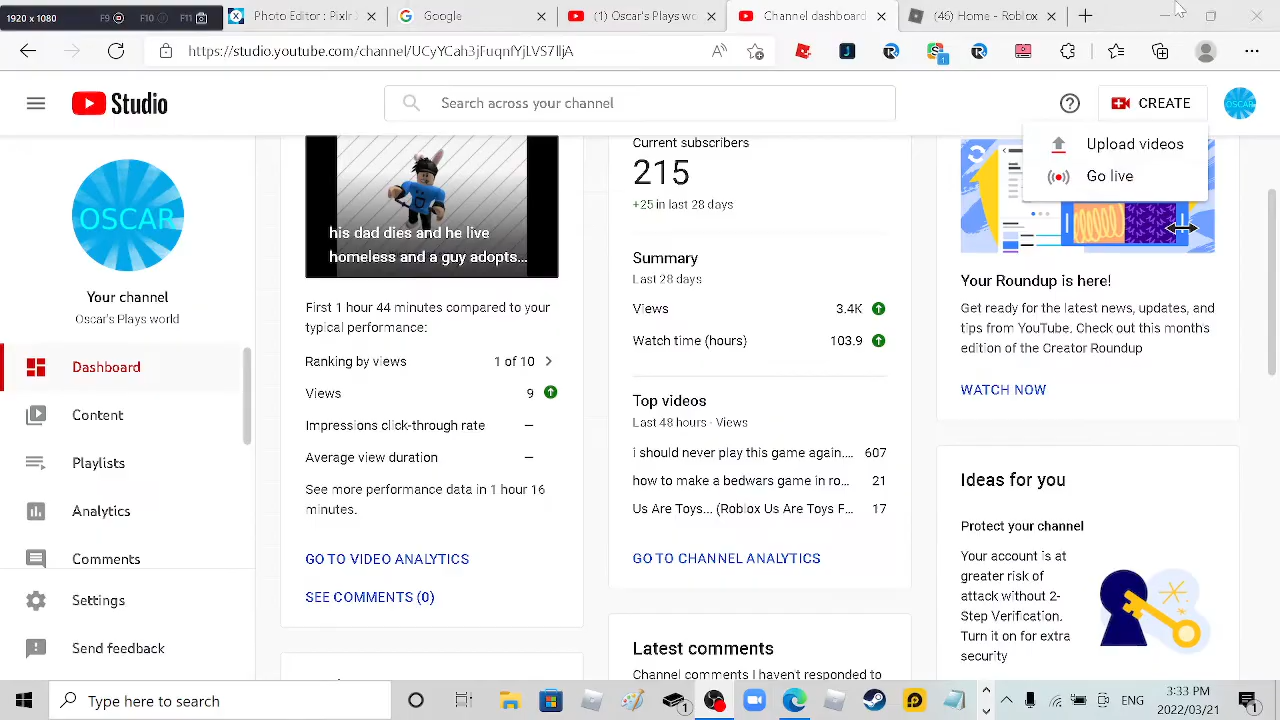 1920 x 1080 F9 F10 F11
Photo Edit
(46) Home - R
https://studio.youtube.com/channel/
Studio
Search across your channel
CREATE
OSCAR
Upload videos
Go live
OSCAR
Your channel
Oscar's Plays world
Dashboard
Content
Playlists
Analytics
Comments
Settings
Send feedback
his dad dies and he live
homeless and a guy adopts...
First 1 hour 44 minutes compared to your
typical performance:
Ranking by views 1 of 10
Views 9
Impressions click-through rate –
Average view duration –
See more performance data in 1 hour 16
minutes.
GO TO VIDEO ANALYTICS
SEE COMMENTS (0)
Current subscribers
215
+25 in last 28 days
Summary
Last 28 days
Views 3.4K
Watch time (hours) 103.9
Top videos
Last 48 hours · Views
i should never play this game again.... 607
how to make a bedwars game in ro... 21
Us Are Toys... (Roblox Us Are Toys F... 17
GO TO CHANNEL ANALYTICS
Latest comments
Channel comments I haven't responded to
Your Roundup is here!
Get ready for the latest news, updates, and
tips from YouTube. Check out this months
edition of the Creator Roundup
WATCH NOW
Ideas for you
Protect your channel
Your account is at
greater risk of
attack without 2-
Step Verification.
Turn it on for extra
security
Type here to search
ENG
3:33 PM
2022/03/21